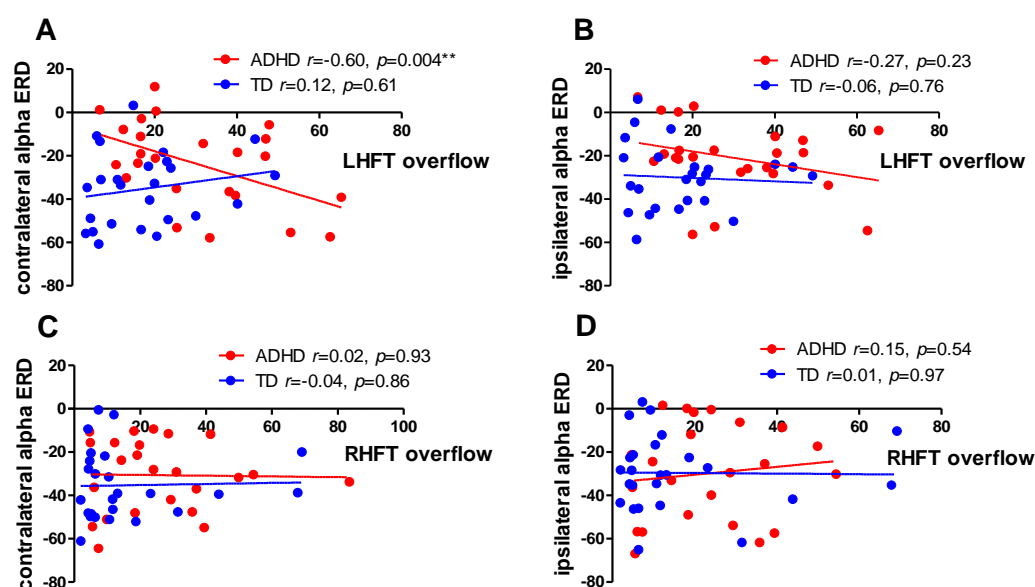 A
ADHD r=-0.60, p=0.004**
TD r=0.12, p=0.61
20
0
-20
-40
-60
-80
20 40 60 80
contralateral alpha ERD
LHFT overflow
B
ADHD r=-0.27, p=0.23
TD r=-0.06, p=0.76
20
0
-20
-40
-60
-80
20 40 60 80
ipsilateral alpha ERD
LHFT overflow
C
ADHD r=0.02, p=0.93
TD r=-0.04, p=0.86
20
0
-20
-40
-60
-80
20 40 60 80 100
contralateral alpha ERD
RHFT overflow
D
ADHD r=0.15, p=0.54
TD r=0.01, p=0.97
20
0
-20
-40
-60
-80
20 40 60 80
ipsilateral alpha ERD
RHFT overflow